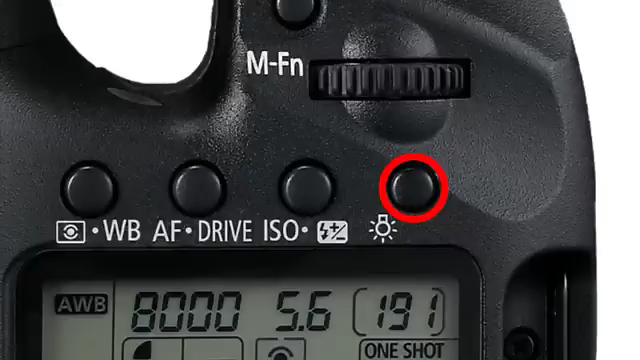 M-Fn
WB AF•DRIVE ISO•
AWB 8000 5.6 [191]
ONE SHOT